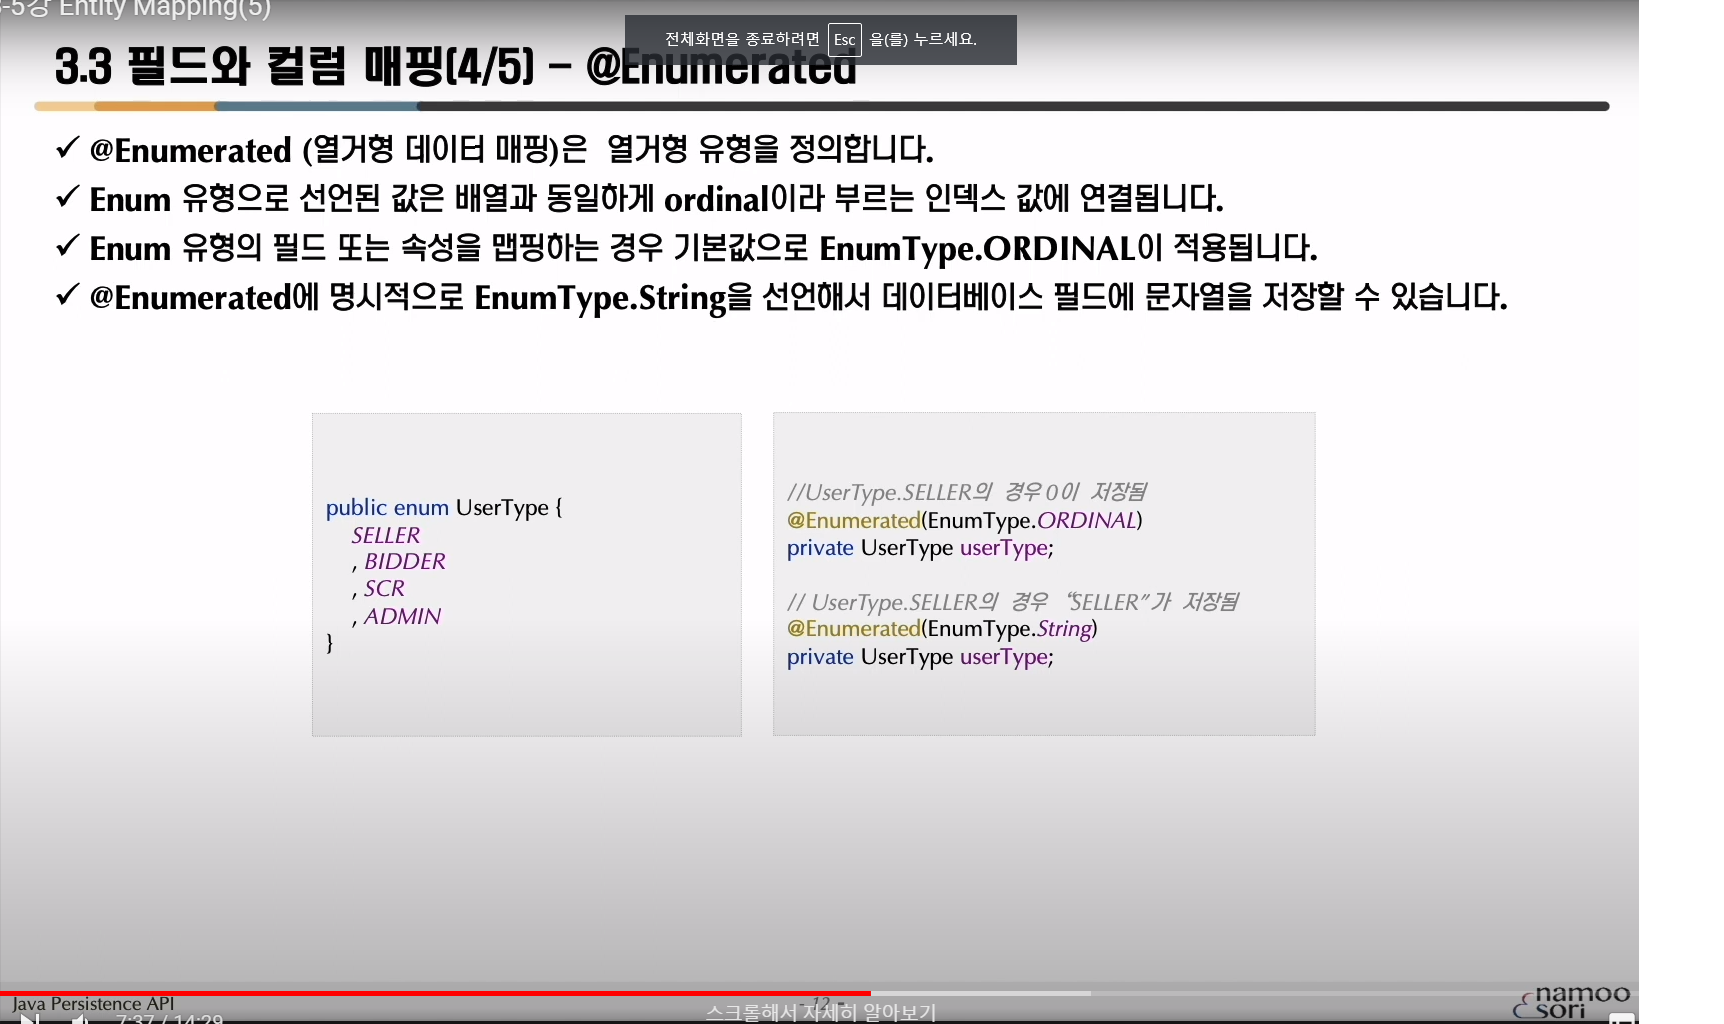 3-5강 Entity Mapping(5)
전체화면을 종료하려면 Esc 을(를) 누르세요.
3.3 필드와 컬럼 매핑(4/5) – @Enumerated
✓ @Enumerated (열거형 데이터 매핑)은 열거형 유형을 정의합니다.
✓ Enum 유형으로 선언된 값은 배열과 동일하게 ordinal이라 부르는 인덱스 값에 연결됩니다.
✓ Enum 유형의 필드 또는 속성을 맵핑하는 경우 기본값으로 EnumType.ORDINAL이 적용됩니다.
✓ @Enumerated에 명시적으로 EnumType.String을 선언해서 데이터베이스 필드에 문자열을 저장할 수 있습니다.
public enum UserType {
SELLER
, BIDDER
, SCR
, ADMIN
}
//UserType.SELLER의 경우 0이 저장됨
@Enumerated(EnumType.ORDINAL)
private UserType userType;
// UserType.SELLER의 경우 “SELLER”가 저장됨
@Enumerated(EnumType.String)
private UserType userType;
Java Persistence API
- 12 -
스크롤해서 자세히 알아보기
namoo
sori
7:37 / 14:29